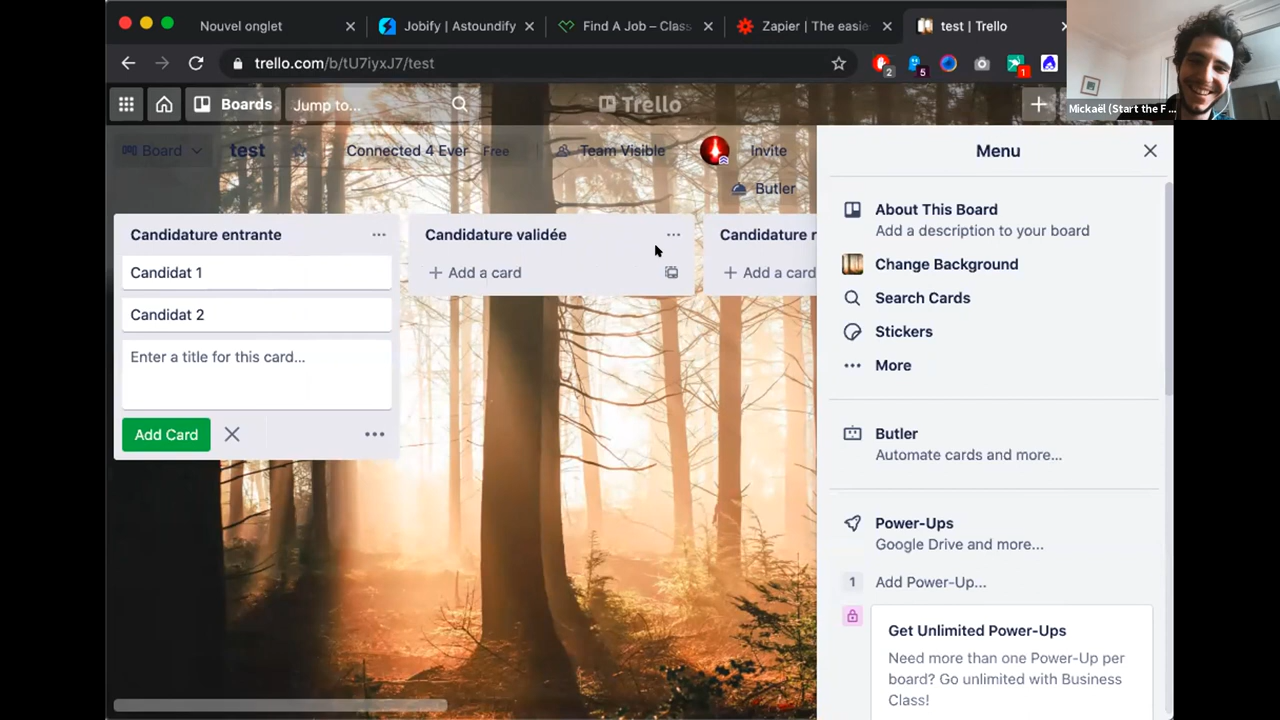 Nouvel onglet
Jobify | Astoundify
Find A Job – Class
Zapier | The easie
test | Trello
trello.com/b/tU7iyxJ7/test
2
5
1
Mickaël (Start the F ...
Boards
Jump to...
Trello
Board
test
Connected 4 Ever
Free
Team Visible
Invite
Butler
Menu
Candidature entrante
Candidat 1
Candidat 2
Enter a title for this card...
Add Card
Candidature validée
Add a card
Candidature r
Add a card
About This Board
Add a description to your board
Change Background
Search Cards
Stickers
More
Butler
Automate cards and more...
Power-Ups
Google Drive and more...
1
Add Power-Up...
Get Unlimited Power-Ups
Need more than one Power-Up per
board? Go unlimited with Business
Class!